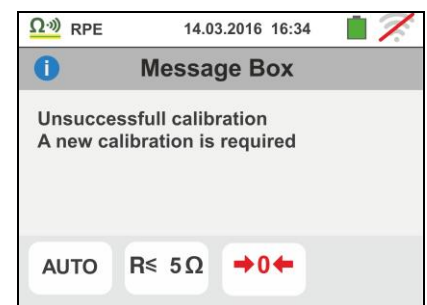 Ω RPE 14.03.2016 16:34
i Message Box
Unsuccessfull calibration
A new calibration is required
AUTO R≤ 5Ω →0←